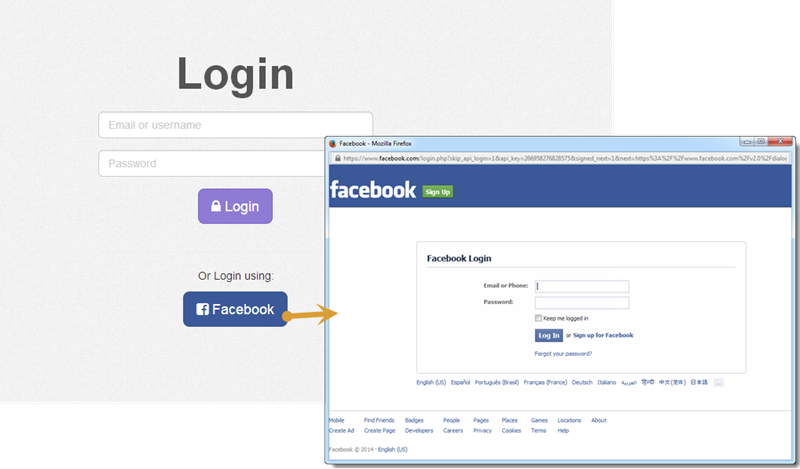 Login
Email or username
Password
Login
Or Login using:
Facebook
Facebook - Mozilla Firefox
https://www.facebook.com/login.php?skip_api_login=1&api_key=266958276828575&signed_next=1&next=https%3A%2F%2Fwww.facebook.com%2Fv2.0%2Fdialog
facebook Sign Up
Facebook Login
Email or Phone:
Password:
Keep me logged in
Log In or Sign up for Facebook
Forgot your password?
English (US) Español Português (Brasil) Français (France) Deutsch Italiano العربية हिन्दी 中文(简体) 日本語 ...
Mobile Find Friends Badges People Pages Places Games Locations About
Create Ad Create Page Developers Careers Privacy Cookies Terms Help
Facebook © 2014 · English (US)